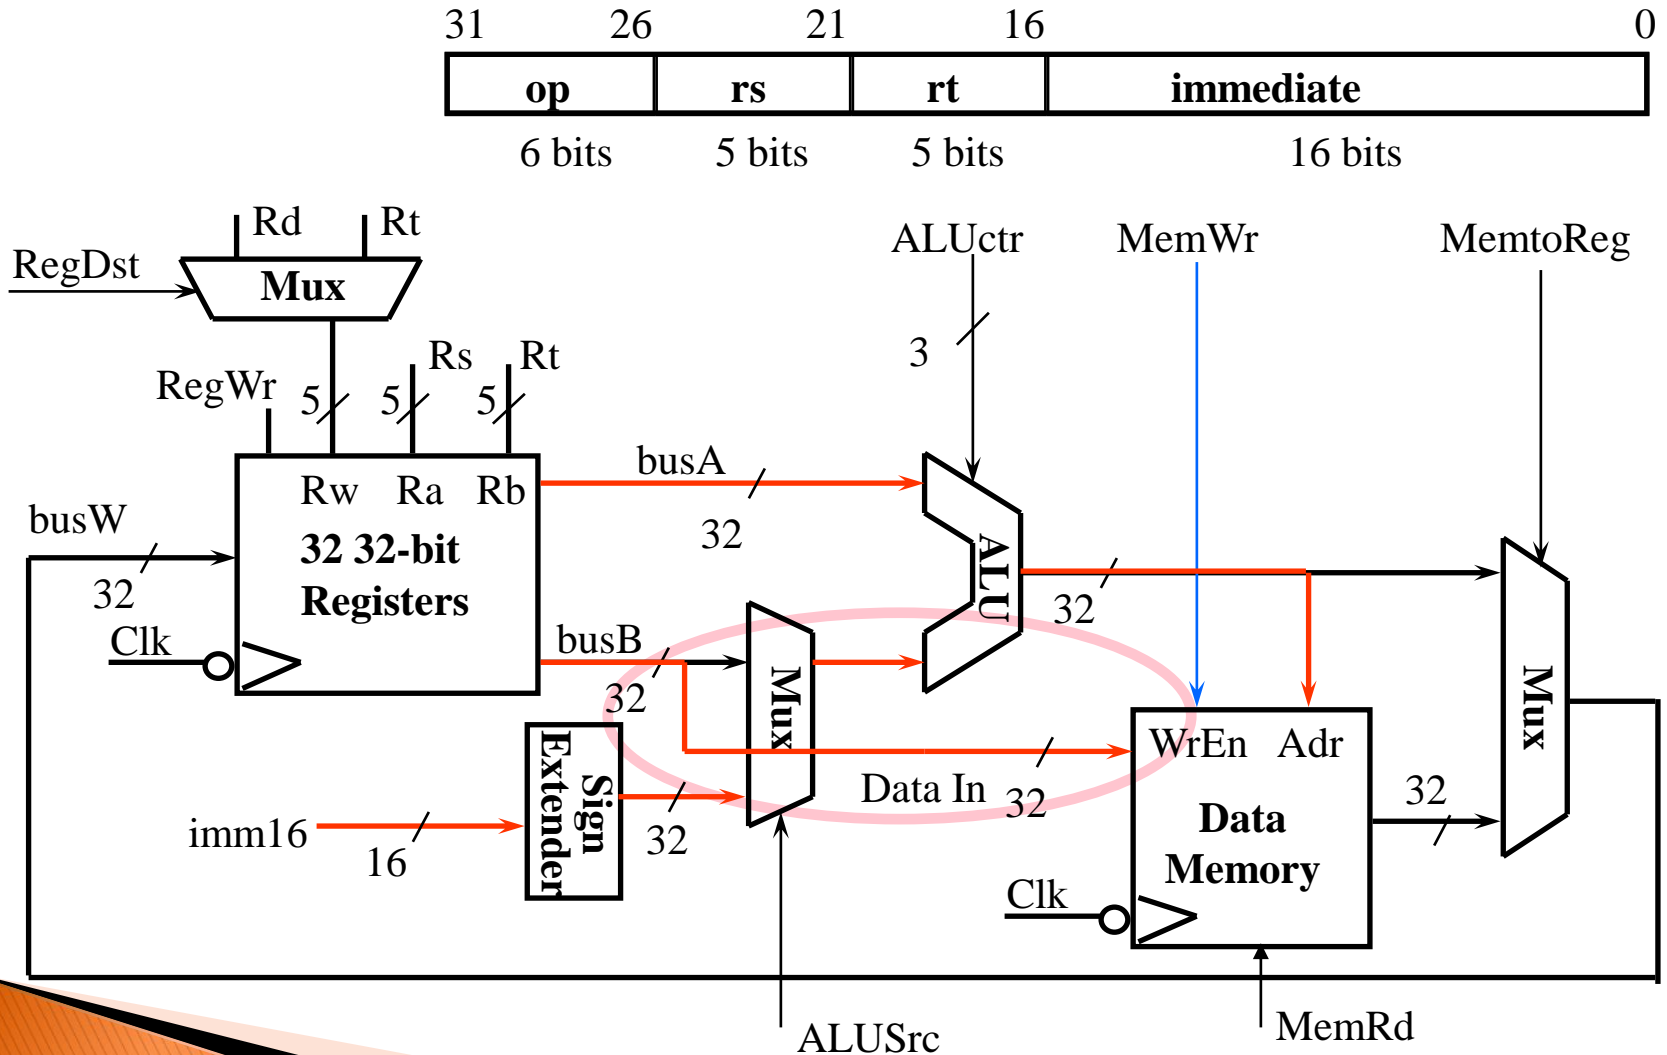 31 26 21 16 0
op rs rt immediate
6 bits 5 bits 5 bits 16 bits
Rd Rt
RegDst
Mux
ALUctr MemWr MemtoReg
Rs Rt
3
RegWr
5 5 5
busA
Rw Ra Rb
32
busW
32 32-bit
Registers
32
ALU
32
Clk
busB
32
Mux
Mux
WrEn Adr
Data In 32
32
Sign
Extender
imm16
16
32
Data
Memory
Clk
ALUSrc
MemRd